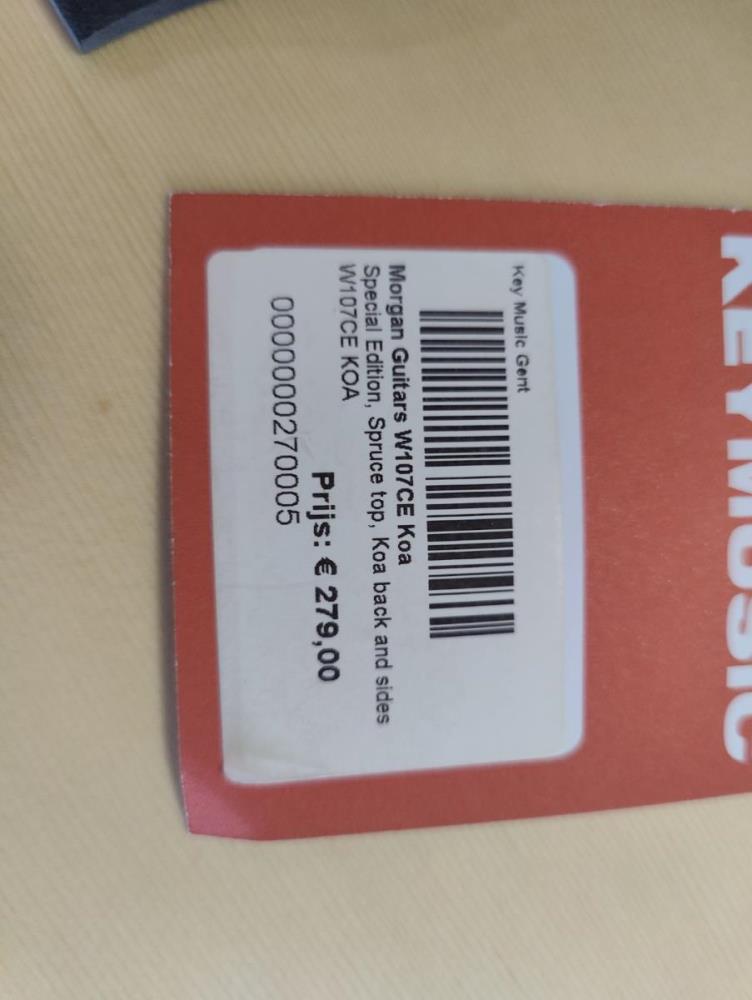 KEYMUSIC
Key Music Gent
Morgan Guitars W107CE Koa
Special Edition, Spruce top, Koa back and sides
W107CE KOA
Prijs: € 279,00
0000000270005